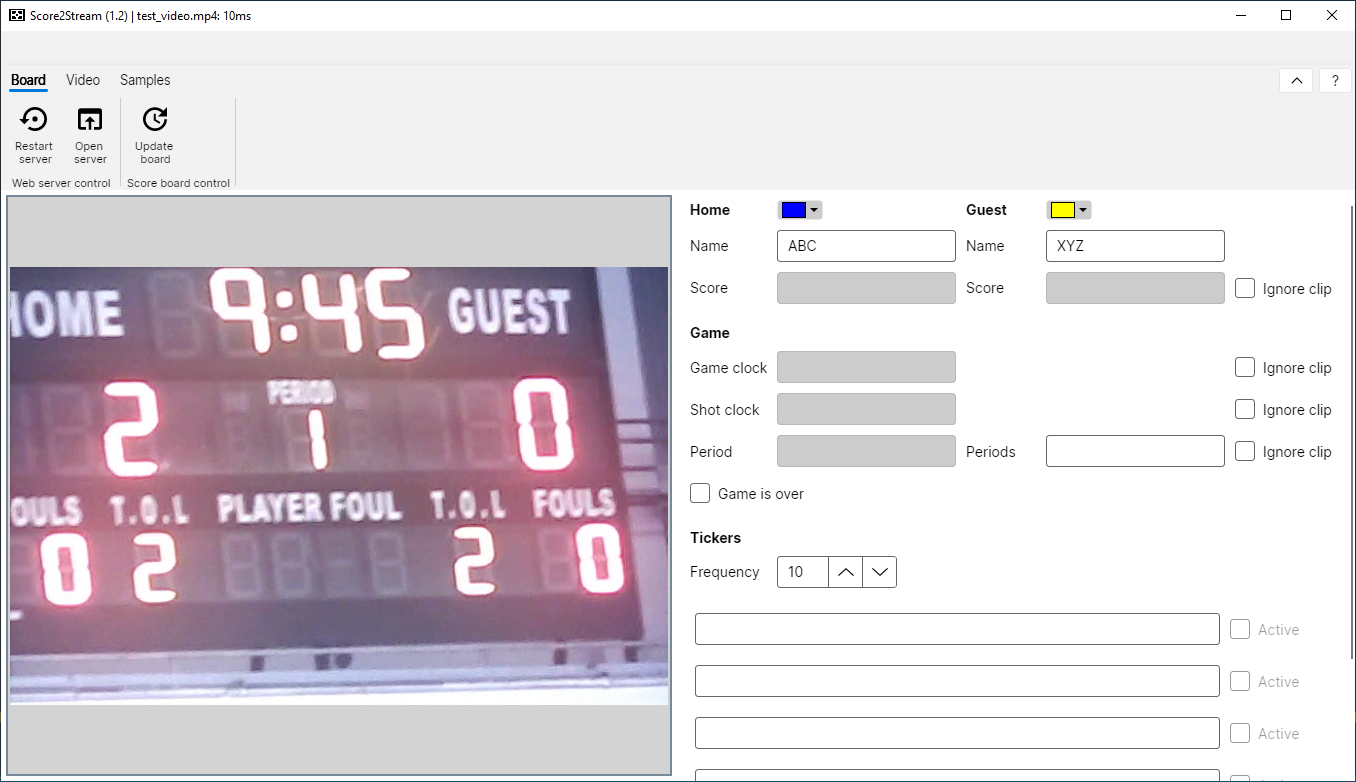 Score2Stream (1.2) | test_video.mp4: 10ms
Board Video Samples ?
Restart server
Open server
Update board
Web server control
Score board control
HOME 9:45 GUEST
PERIOD
2 1 0
OULS T.O.L PLAYER FOUL T.O.L FOULS
0 2 2 0
Home Guest
Name ABC Name XYZ
Score Score Ignore clip
Game
Game clock Ignore clip
Shot clock Ignore clip
Period Periods Ignore clip
Game is over
Tickers
Frequency 10
Active
Active
Active